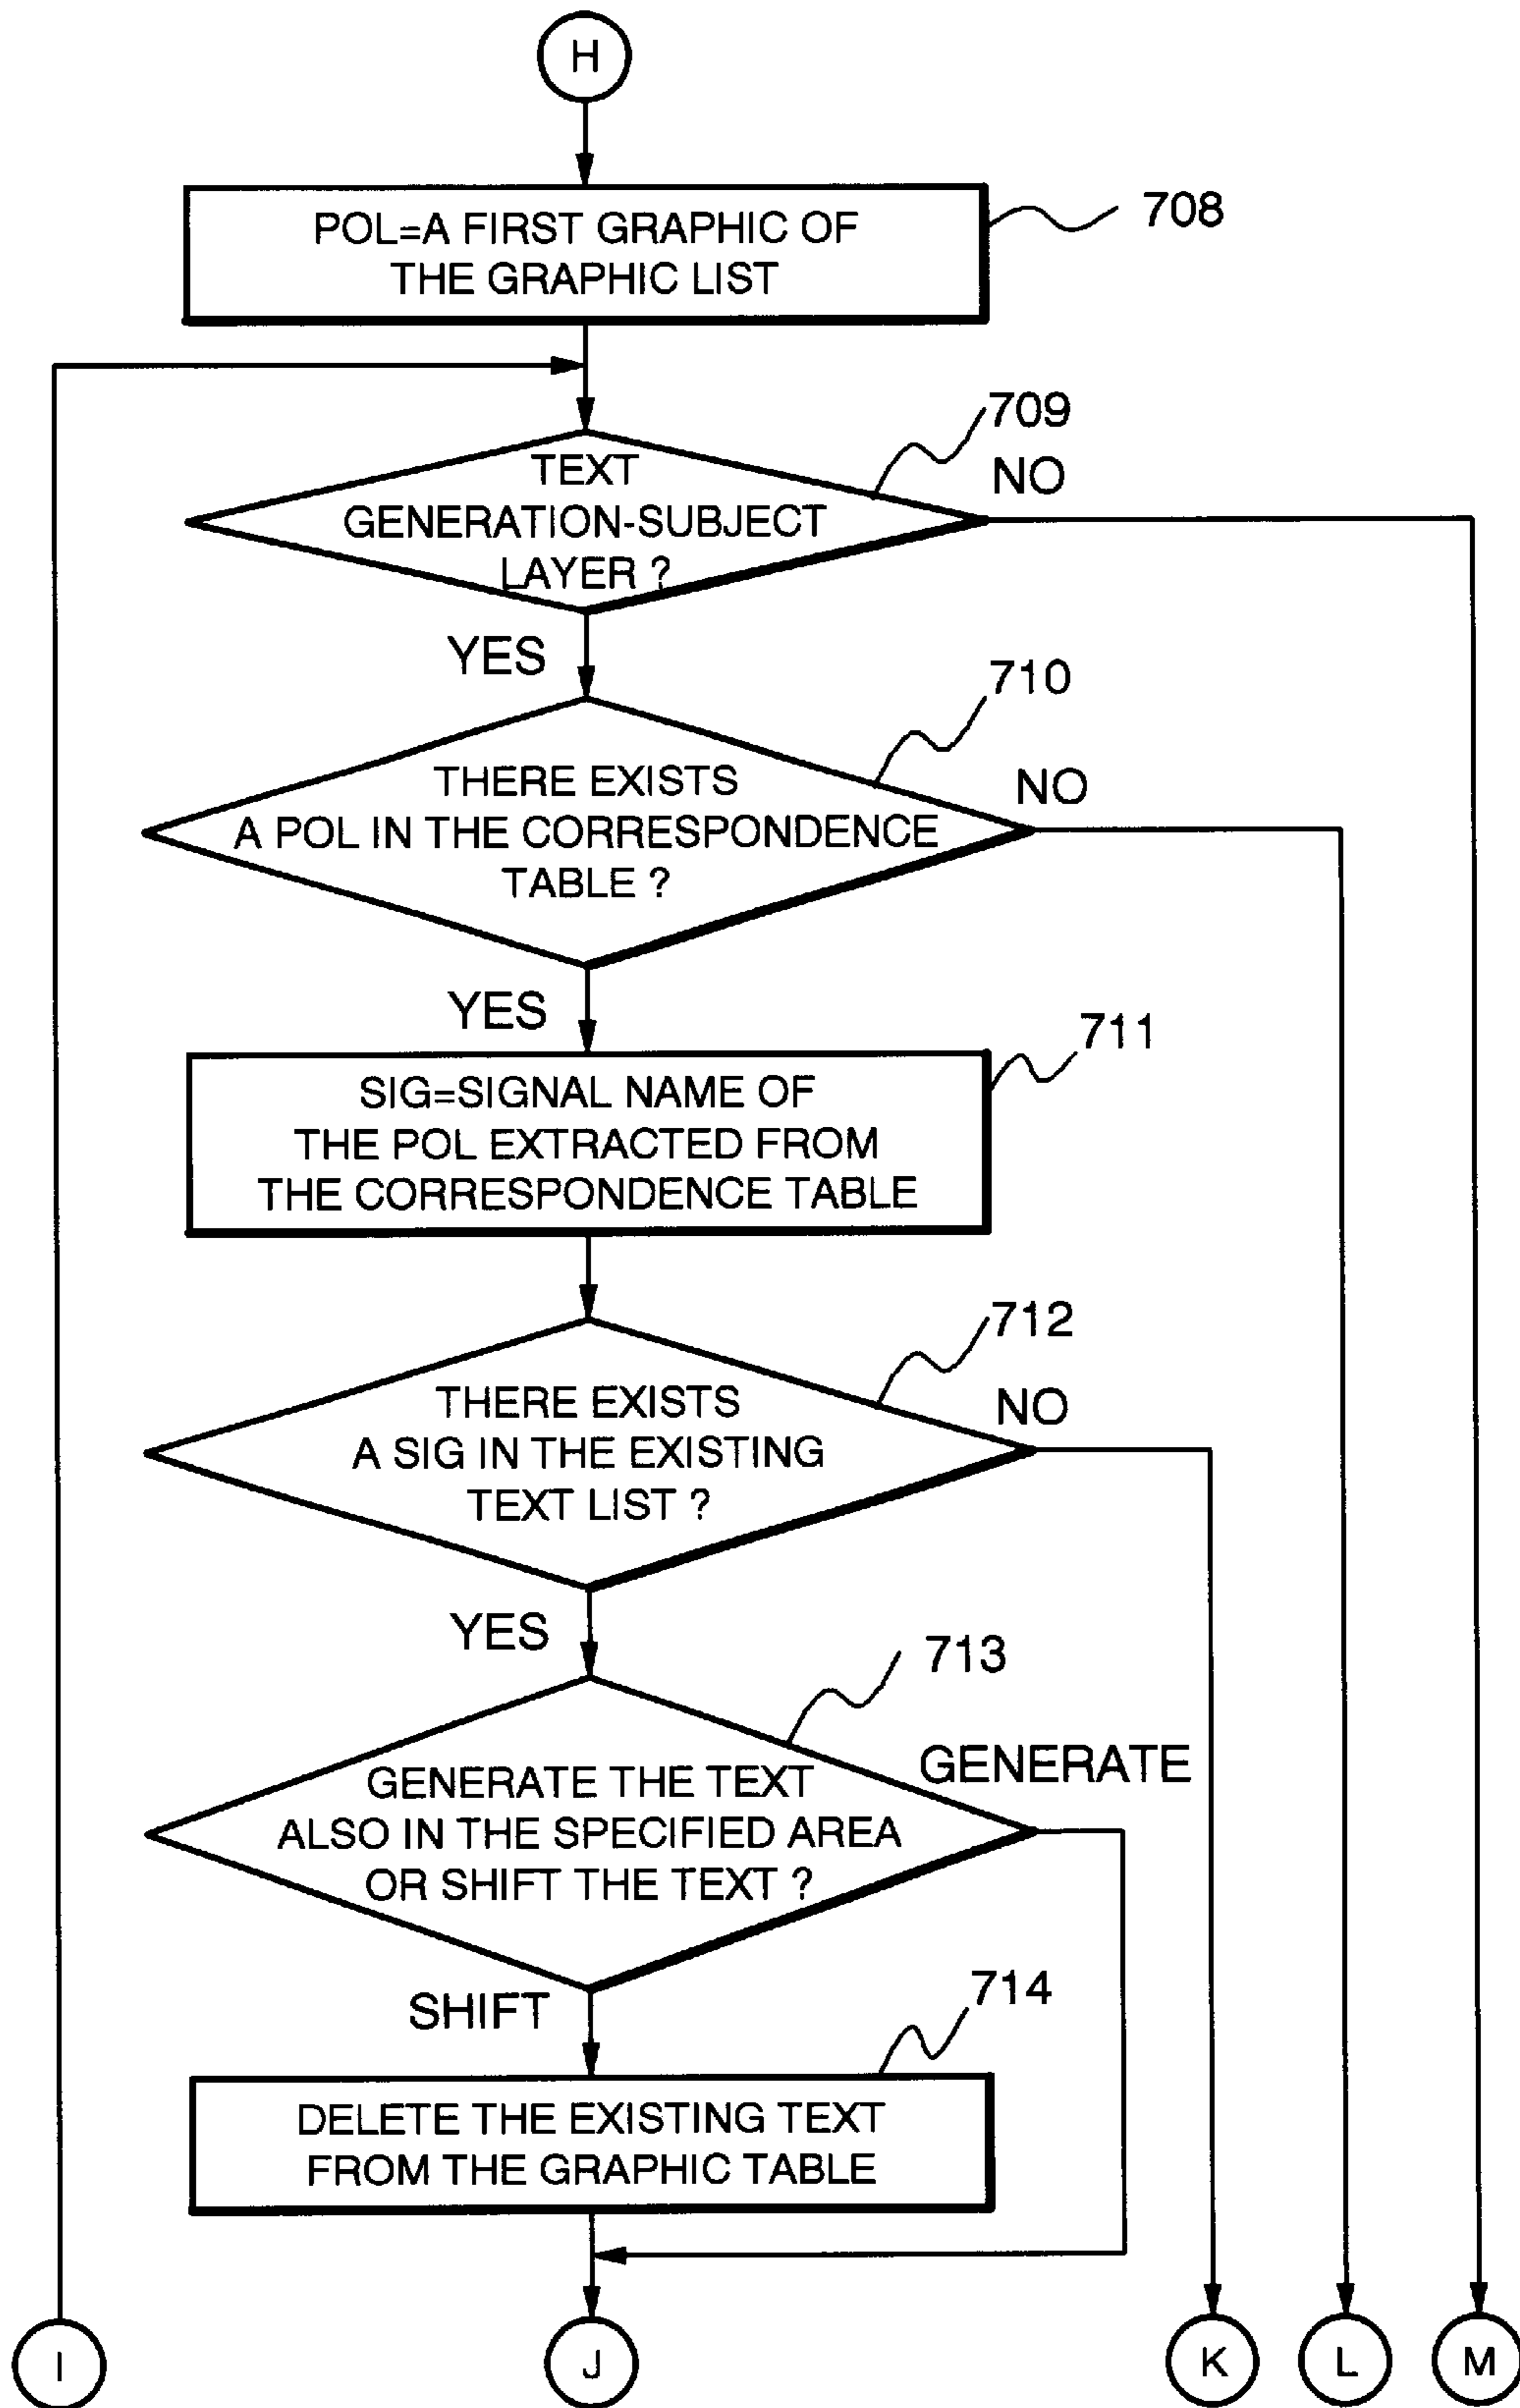 H
POL=A FIRST GRAPHIC OF
THE GRAPHIC LIST
708
TEXT
GENERATION-SUBJECT
LAYER ?
709
NO
YES
THERE EXISTS
A POL IN THE CORRESPONDENCE
TABLE ?
710
NO
YES
SIG=SIGNAL NAME OF
THE POL EXTRACTED FROM
THE CORRESPONDENCE TABLE
711
THERE EXISTS
A SIG IN THE EXISTING
TEXT LIST ?
712
NO
YES
GENERATE THE TEXT
ALSO IN THE SPECIFIED AREA
OR SHIFT THE TEXT ?
713
GENERATE
SHIFT
DELETE THE EXISTING TEXT
FROM THE GRAPHIC TABLE
714
I
J
K
L
M